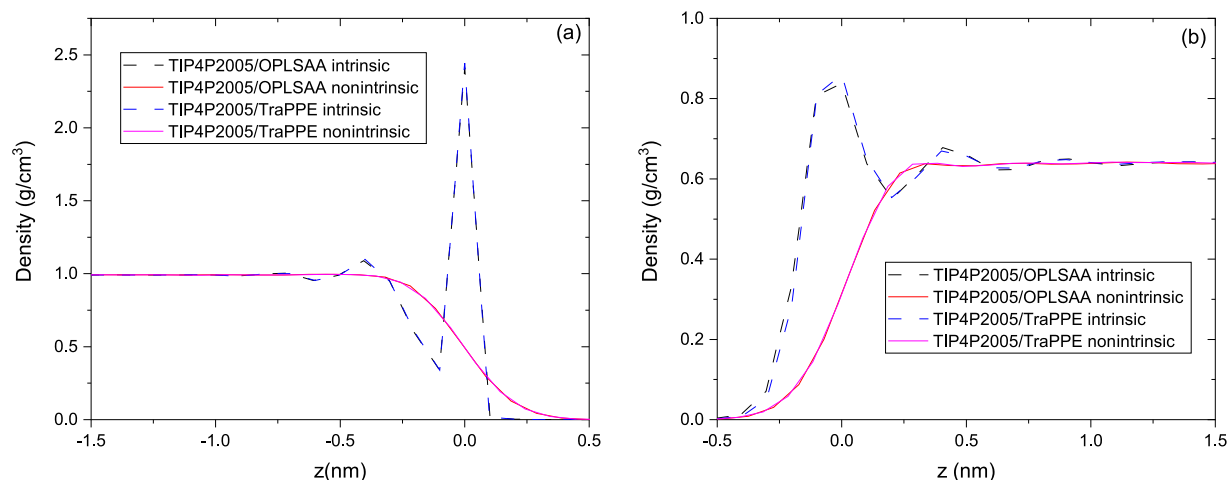 (a)
TIP4P2005/OPLSAA intrinsic
TIP4P2005/OPLSAA nonintrinsic
TIP4P2005/TraPPE intrinsic
TIP4P2005/TraPPE nonintrinsic
Density (g/cm³)
2.5
2.0
1.5
1.0
0.5
0.0
-1.5
-1.0
-0.5
0.0
0.5
z(nm)
(b)
TIP4P2005/OPLSAA intrinsic
TIP4P2005/OPLSAA nonintrinsic
TIP4P2005/TraPPE intrinsic
TIP4P2005/TraPPE nonintrinsic
Density (g/cm³)
1.0
0.8
0.6
0.4
0.2
0.0
-0.5
0.0
0.5
1.0
1.5
z (nm)